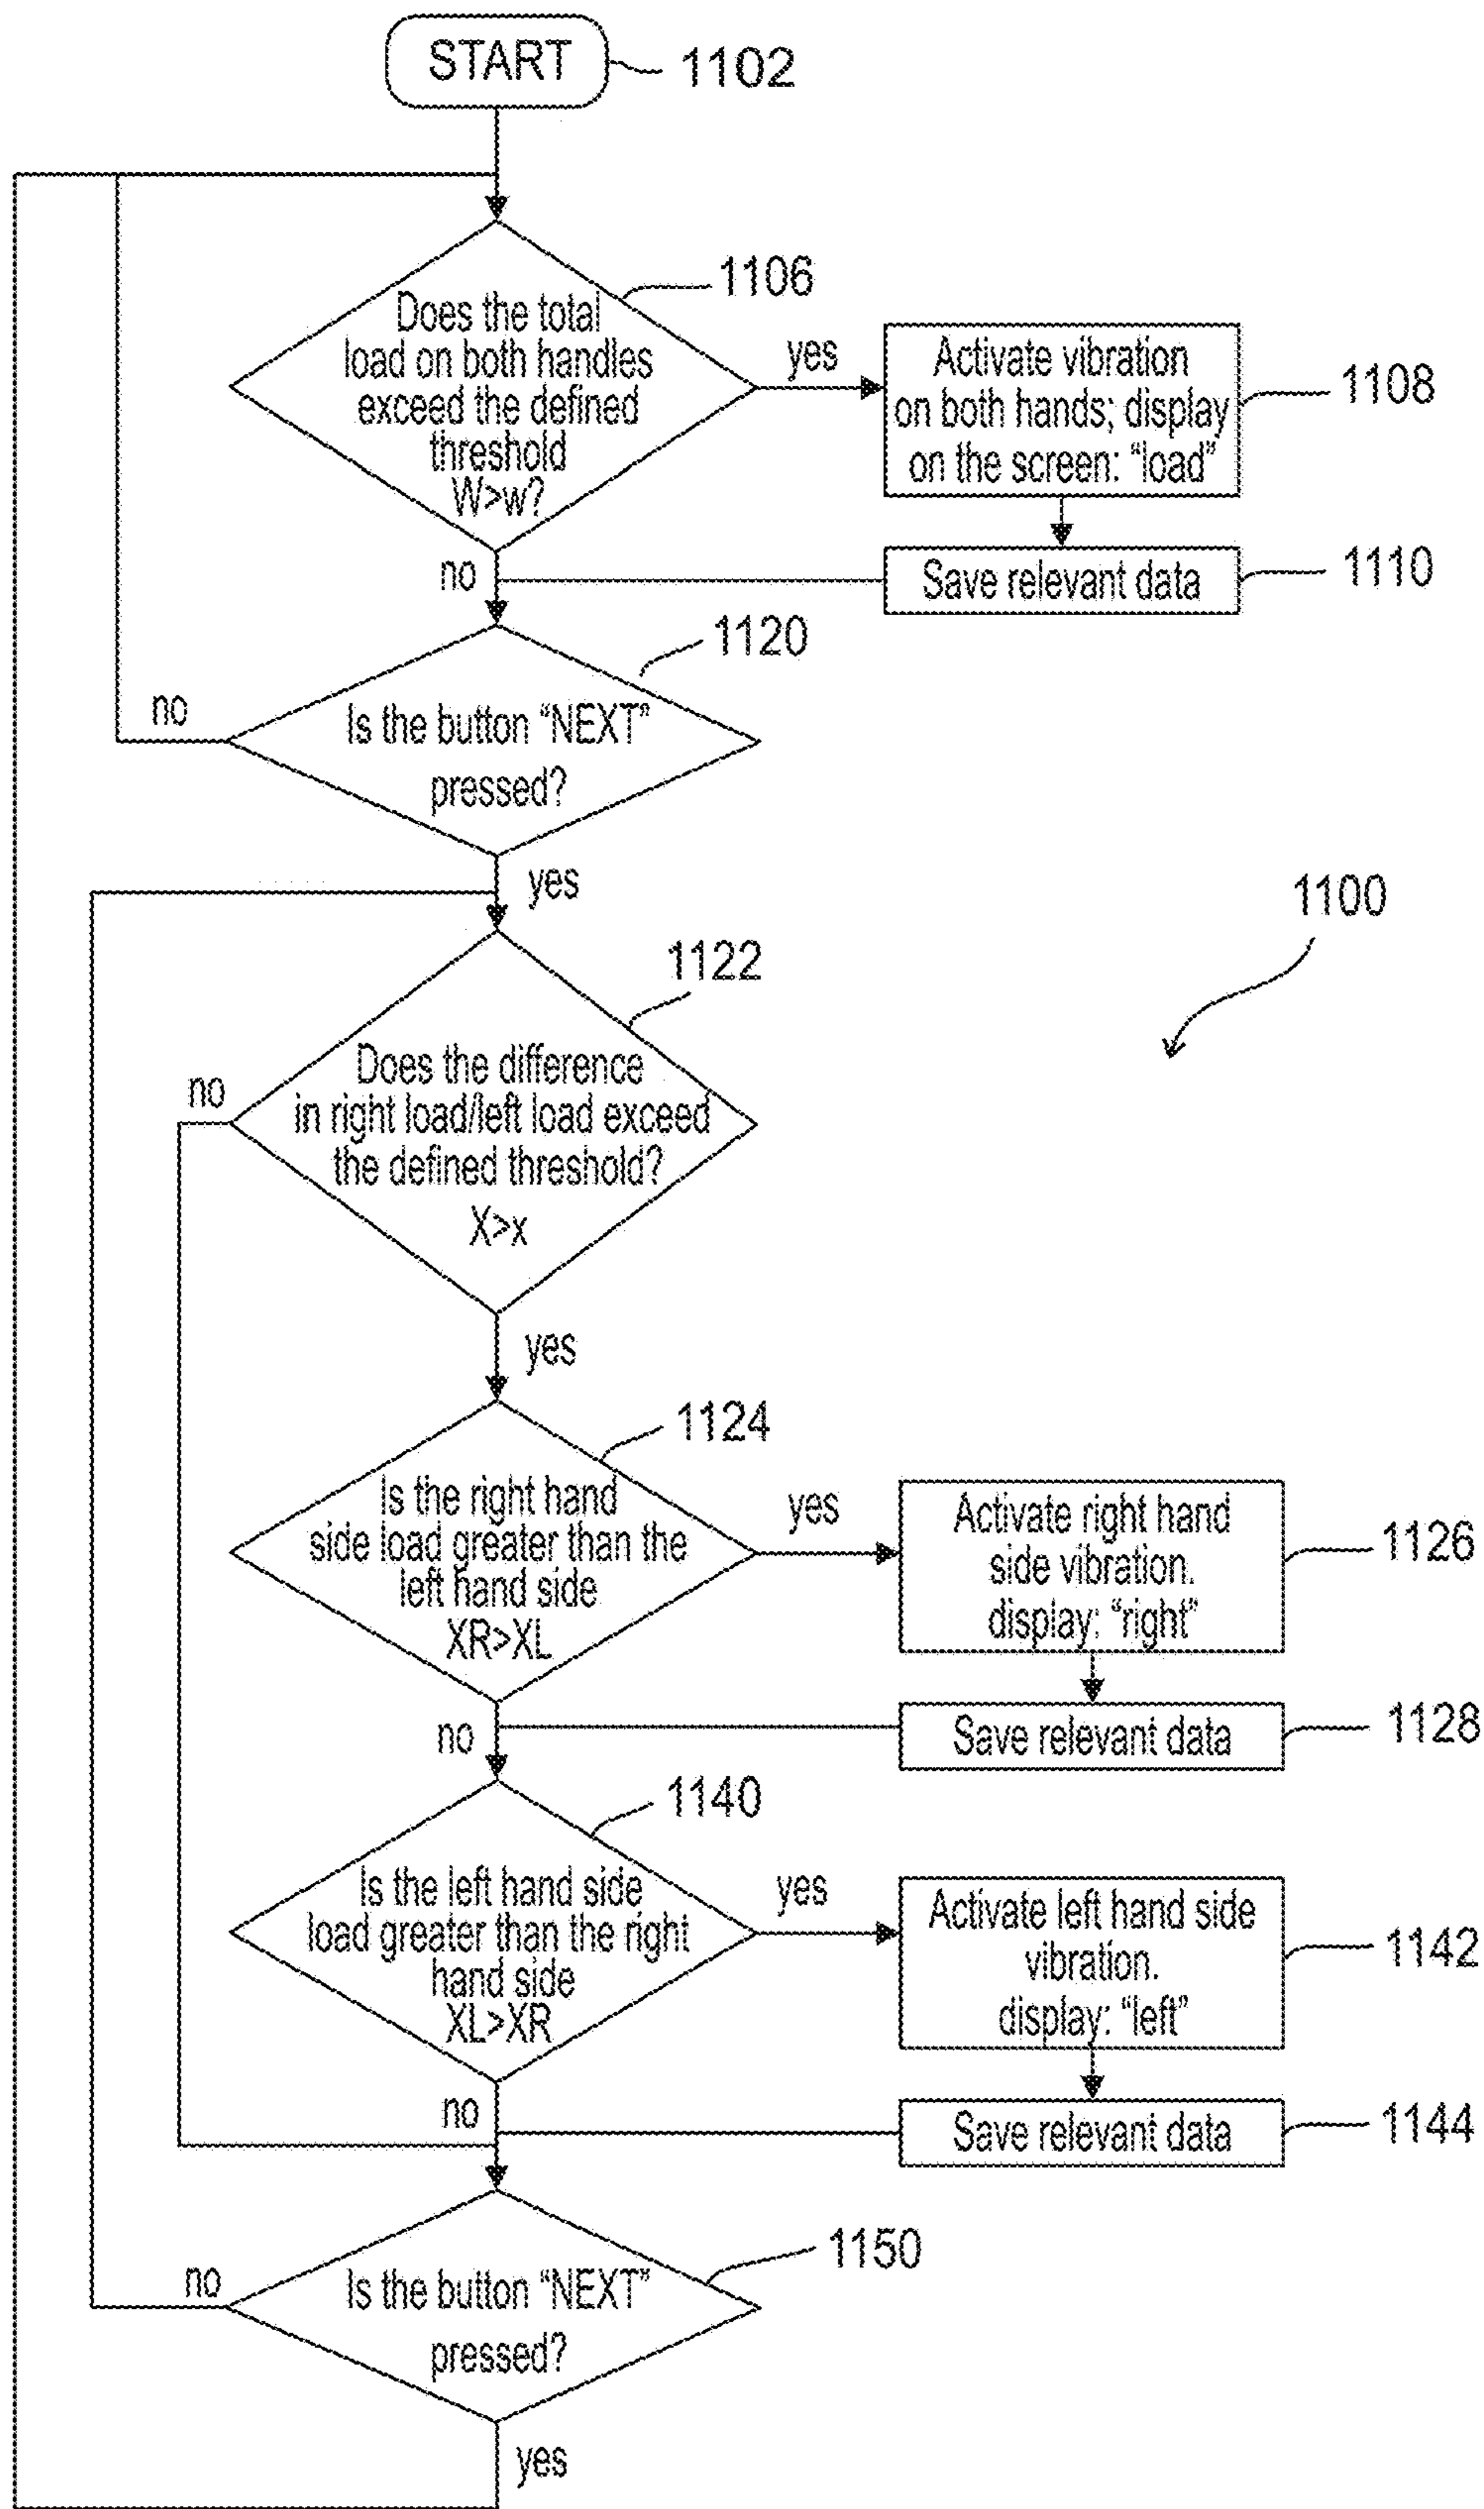 START
1102
1106
Does the total
load on both handles
exceed the defined
threshold
W>w?
yes
Activate vibration
on both hands; display
on the screen: “load”
1108
no
Save relevant data
1110
1120
no
Is the button “NEXT”
pressed?
yes
1100
1122
no
Does the difference
in right load/left load exceed
the defined threshold?
X>x
yes
1124
Is the right hand
side load greater than the
left hand side
XR>XL
yes
Activate right hand
side vibration.
display: “right”
1126
no
Save relevant data
1128
1140
Is the left hand side
load greater than the right
hand side
XL>XR
yes
Activate left hand side
vibration.
display: “left”
1142
no
Save relevant data
1144
1150
no
Is the button “NEXT”
pressed?
yes